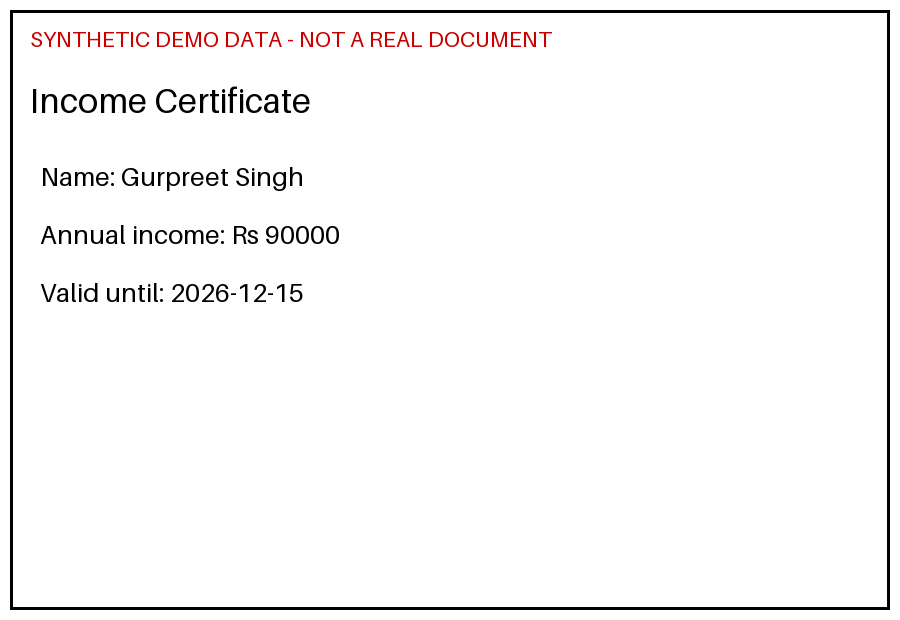 SYNTHETIC DEMO DATA - NOT A REAL DOCUMENT
Income Certificate
Name: Gurpreet Singh
Annual income: Rs 90000
Valid until: 2026-12-15